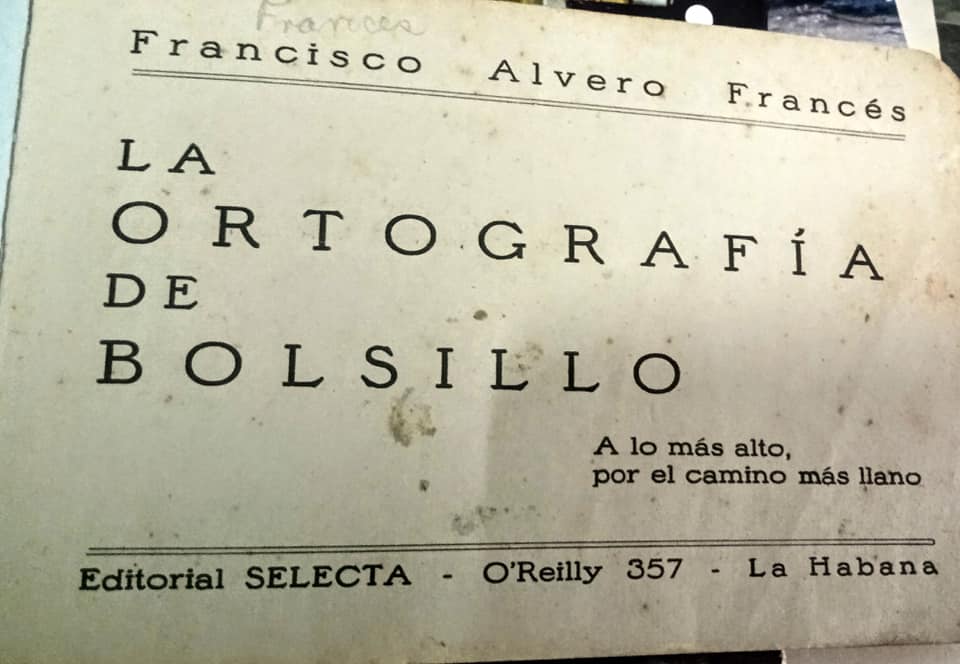 Frances
Francisco Alvero Francés
LA
ORTOGRAFÍA
DE
BOLSILLO
A lo más alto,
por el camino más llano
Editorial SELECTA - O'Reilly 357 - La Habana